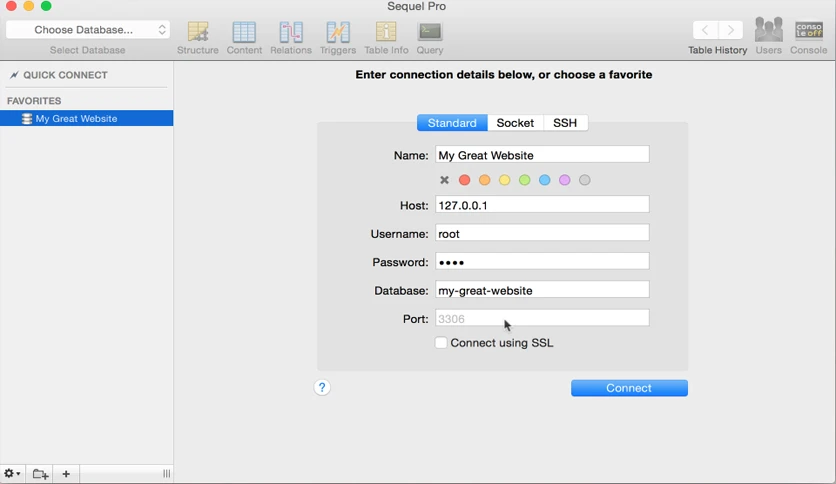 Sequel Pro
Choose Database...
Select Database
Structure
Content
Relations
Triggers
Table Info
Query
Table History
Users
conso
le off
Console
QUICK CONNECT
FAVORITES
My Great Website
Enter connection details below, or choose a favorite
Standard Socket SSH
Name: My Great Website
Host: 127.0.0.1
Username: root
Password: ••••
Database: my-great-website
Port: 3306
Connect using SSL
? Connect